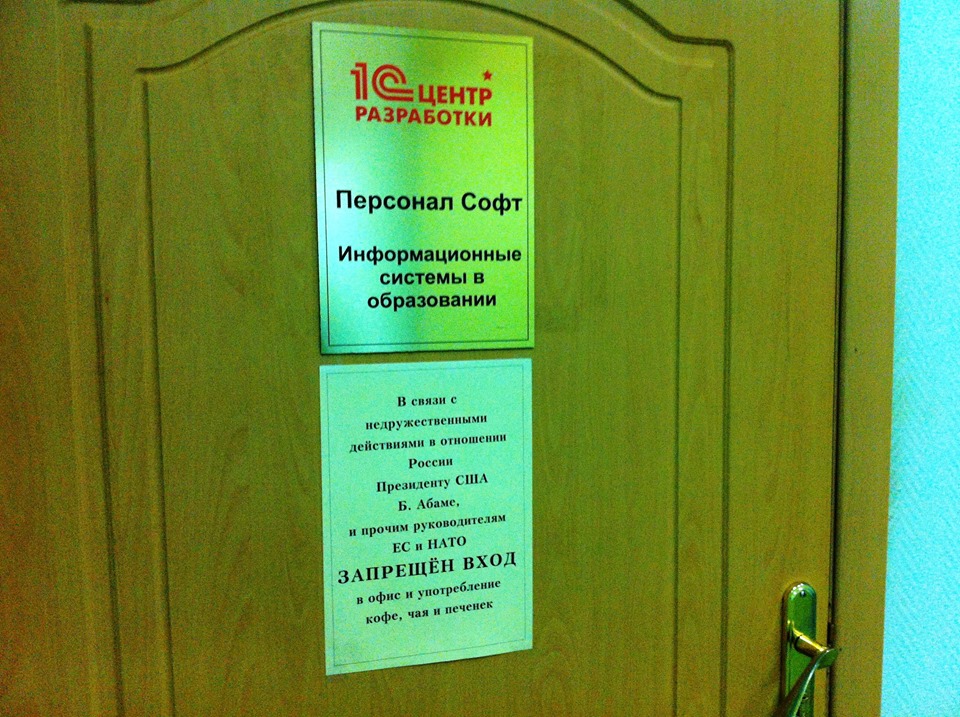 1С ЦЕНТР
РАЗРАБОТКИ
Персонал Софт
Информационные
системы в
образовании
В связи с
недружественными
действиями в отношении
России
Президенту США
Б. Абаме,
и прочим руководителям
ЕС и НАТО
ЗАПРЕЩЁН ВХОД
в офис и употребление
кофе, чая и печенек